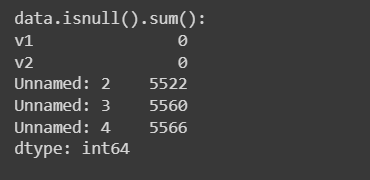 data.isnull().sum():
v1 0
v2 0
Unnamed: 2 5522
Unnamed: 3 5560
Unnamed: 4 5566
dtype: int64